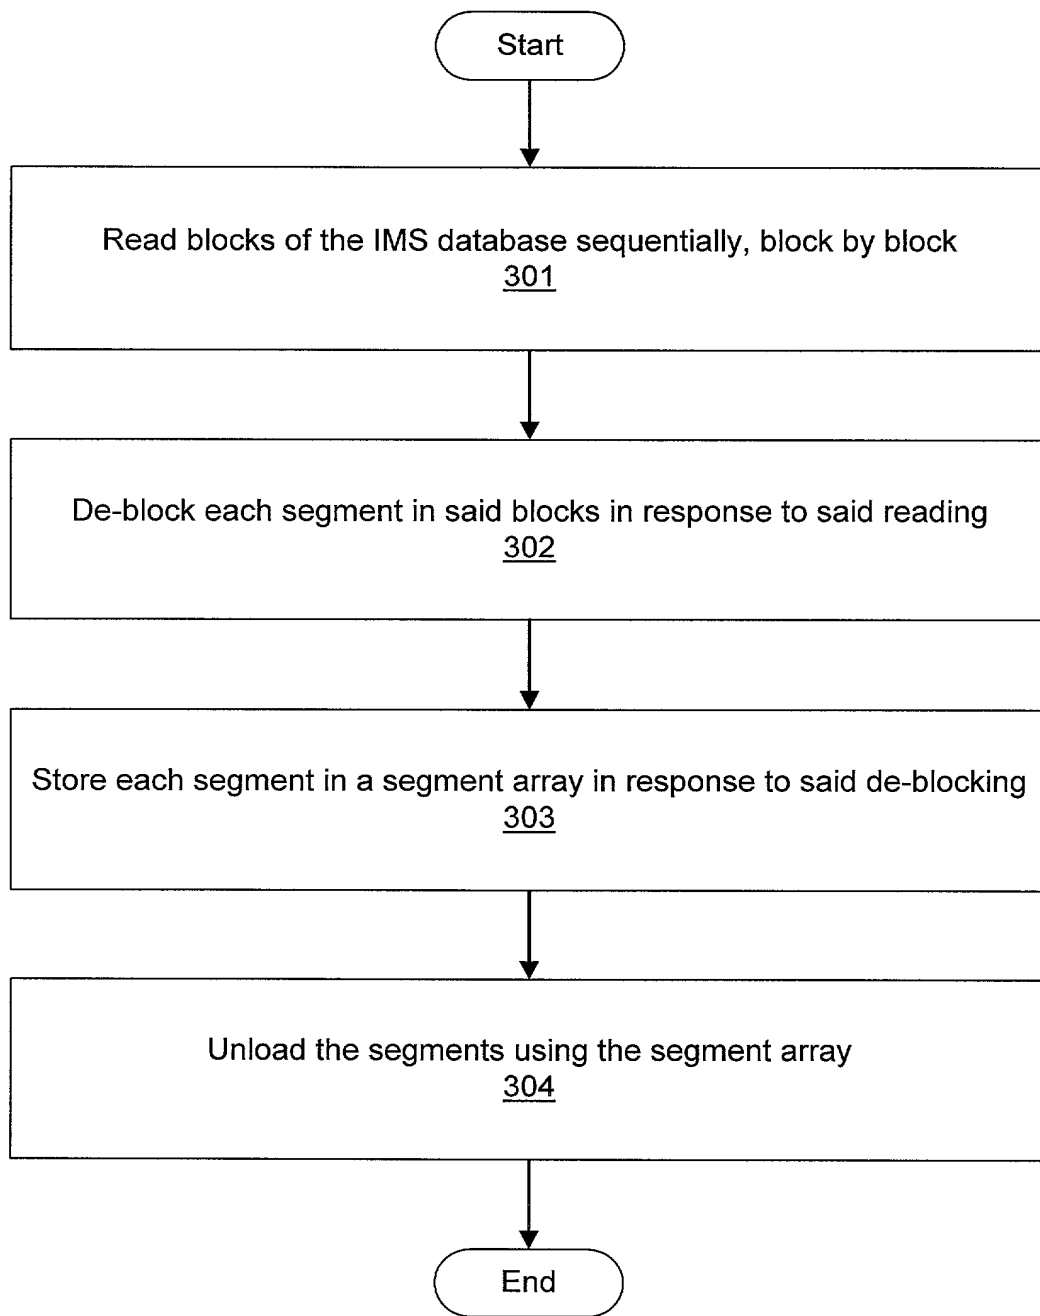 Start
Read blocks of the IMS database sequentially, block by block
301
De-block each segment in said blocks in response to said reading
302
Store each segment in a segment array in response to said de-blocking
303
Unload the segments using the segment array
304
End